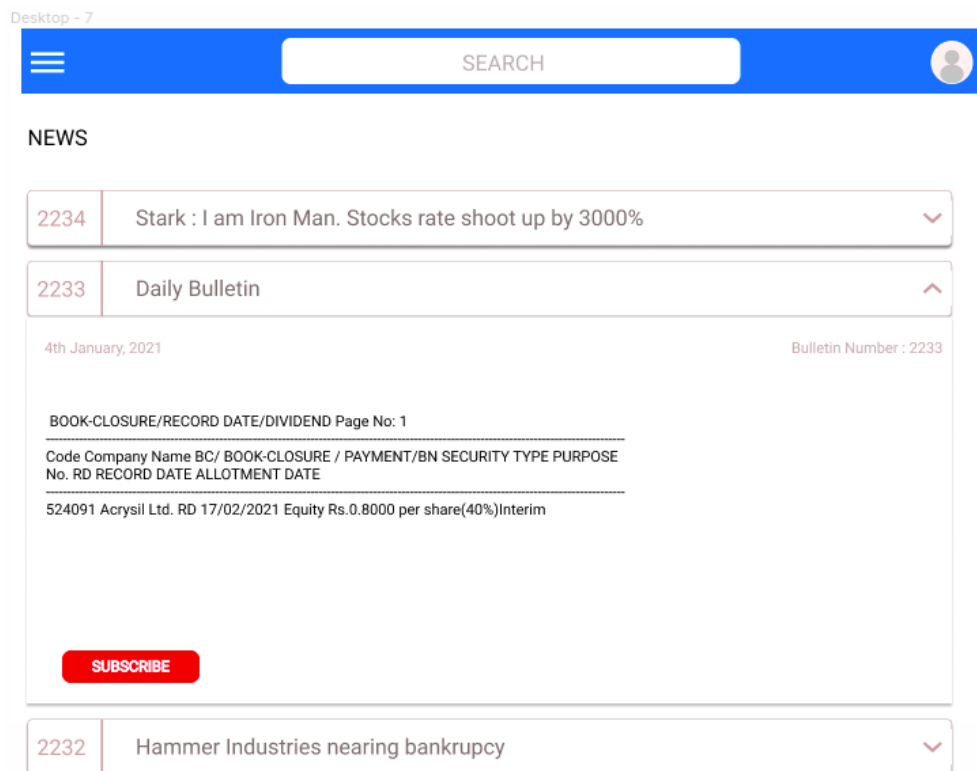 Desktop - 7
SEARCH
NEWS
2234 Stark : I am Iron Man. Stocks rate shoot up by 3000%
2233 Daily Bulletin
4th January, 2021 Bulletin Number : 2233
BOOK-CLOSURE/RECORD DATE/DIVIDEND Page No: 1
Code Company Name BC/ BOOK-CLOSURE / PAYMENT/BN SECURITY TYPE PURPOSE
No. RD RECORD DATE ALLOTMENT DATE
524091 Acrysil Ltd. RD 17/02/2021 Equity Rs.0.8000 per share(40%)Interim
SUBSCRIBE
2232 Hammer Industries nearing bankrupcy